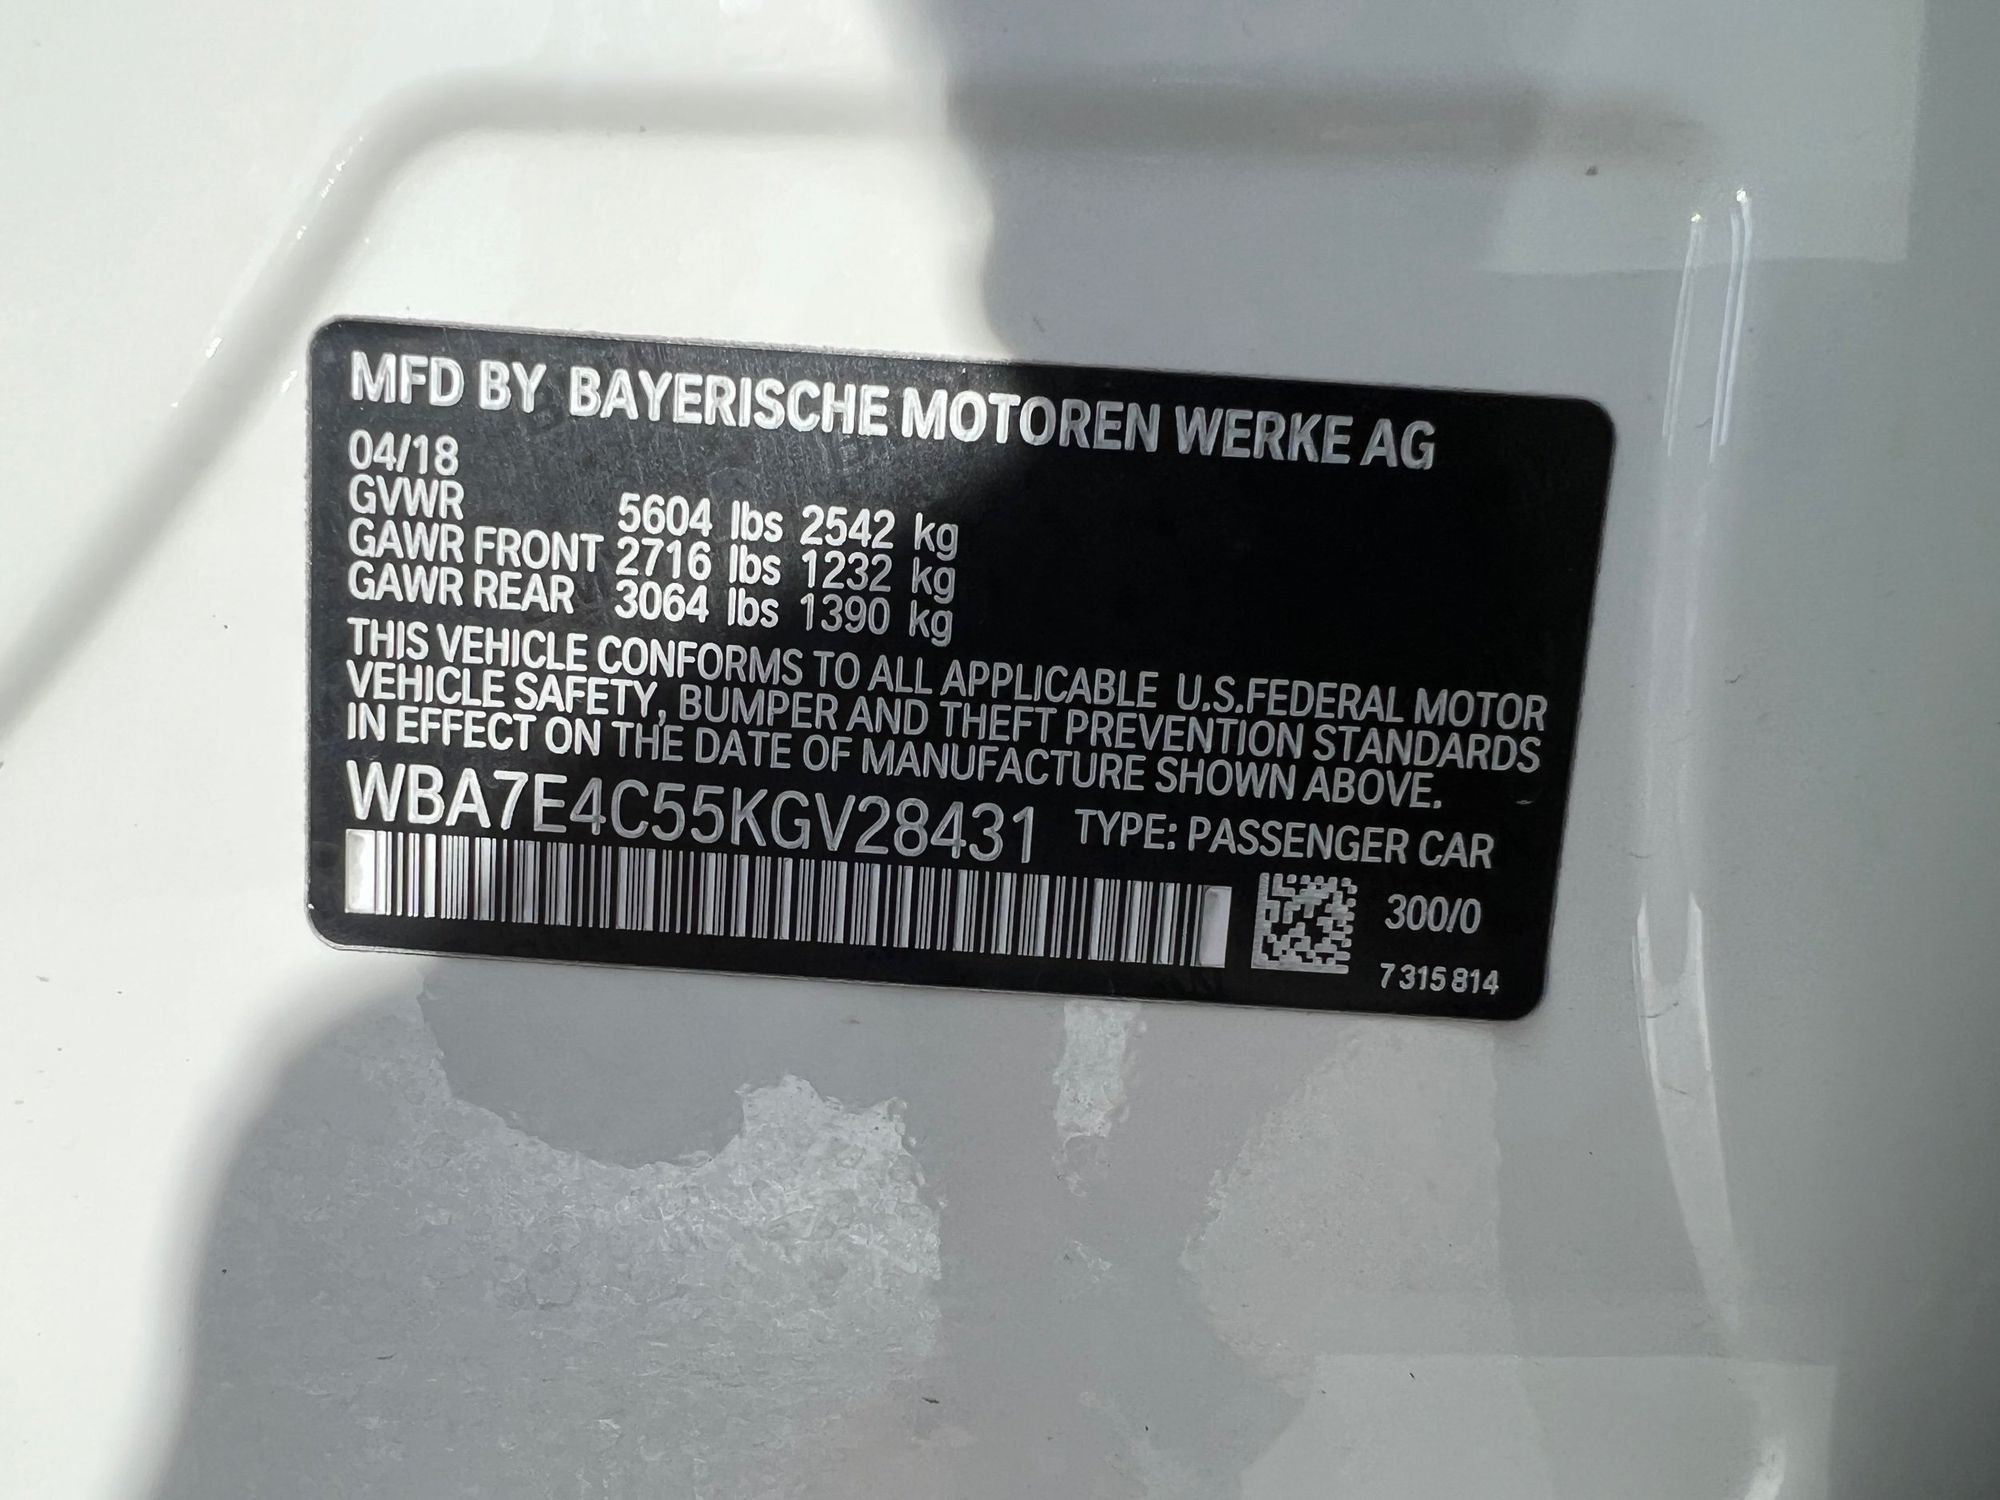 MFD BY BAYERISCHE MOTOREN WERKE AG
04/18
GVWR 5604 lbs 2542 kg
GAWR FRONT 2716 lbs 1232 kg
GAWR REAR 3064 lbs 1390 kg
THIS VEHICLE CONFORMS TO ALL APPLICABLE U.S.FEDERAL MOTOR
VEHICLE SAFETY, BUMPER AND THEFT PREVENTION STANDARDS
IN EFFECT ON THE DATE OF MANUFACTURE SHOWN ABOVE.
WBA7E4C55KGV28431 TYPE: PASSENGER CAR
300/0
7 315 814